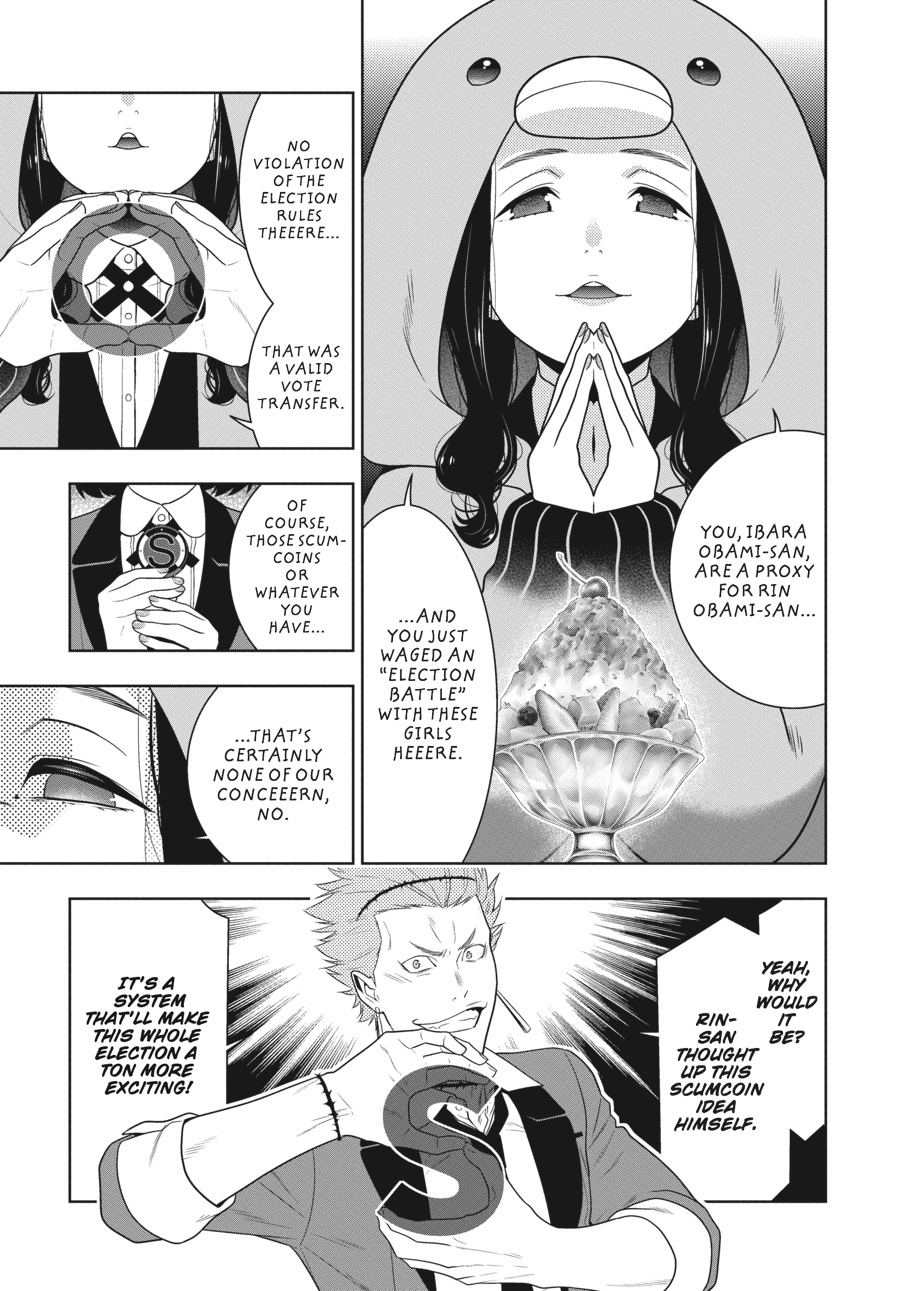 YOU, IBARA
OBAMI-SAN,
ARE A PROXY
FOR RIN
OBAMI-SAN...
...AND
YOU JUST
WAGED AN
"ELECTION
BATTLE"
WITH THESE
GIRLS
HEEERE.
NO
VIOLATION
OF THE
ELECTION
RULES
THEEERE...
THAT WAS
A VALID
VOTE
TRANSFER.
OF
COURSE,
THOSE SCUM-
COINS
OR
WHATEVER
YOU
HAVE...
S
...THAT'S
CERTAINLY
NONE OF OUR
CONCEEERN,
NO.
YEAH,
WHY
WOULD
IT
BE?
RIN-
SAN
THOUGHT
UP THIS
SCUMCOIN
IDEA
HIMSELF.
IT'S A
SYSTEM
THAT'LL MAKE
THIS WHOLE
ELECTION A
TON MORE
EXCITING!
S